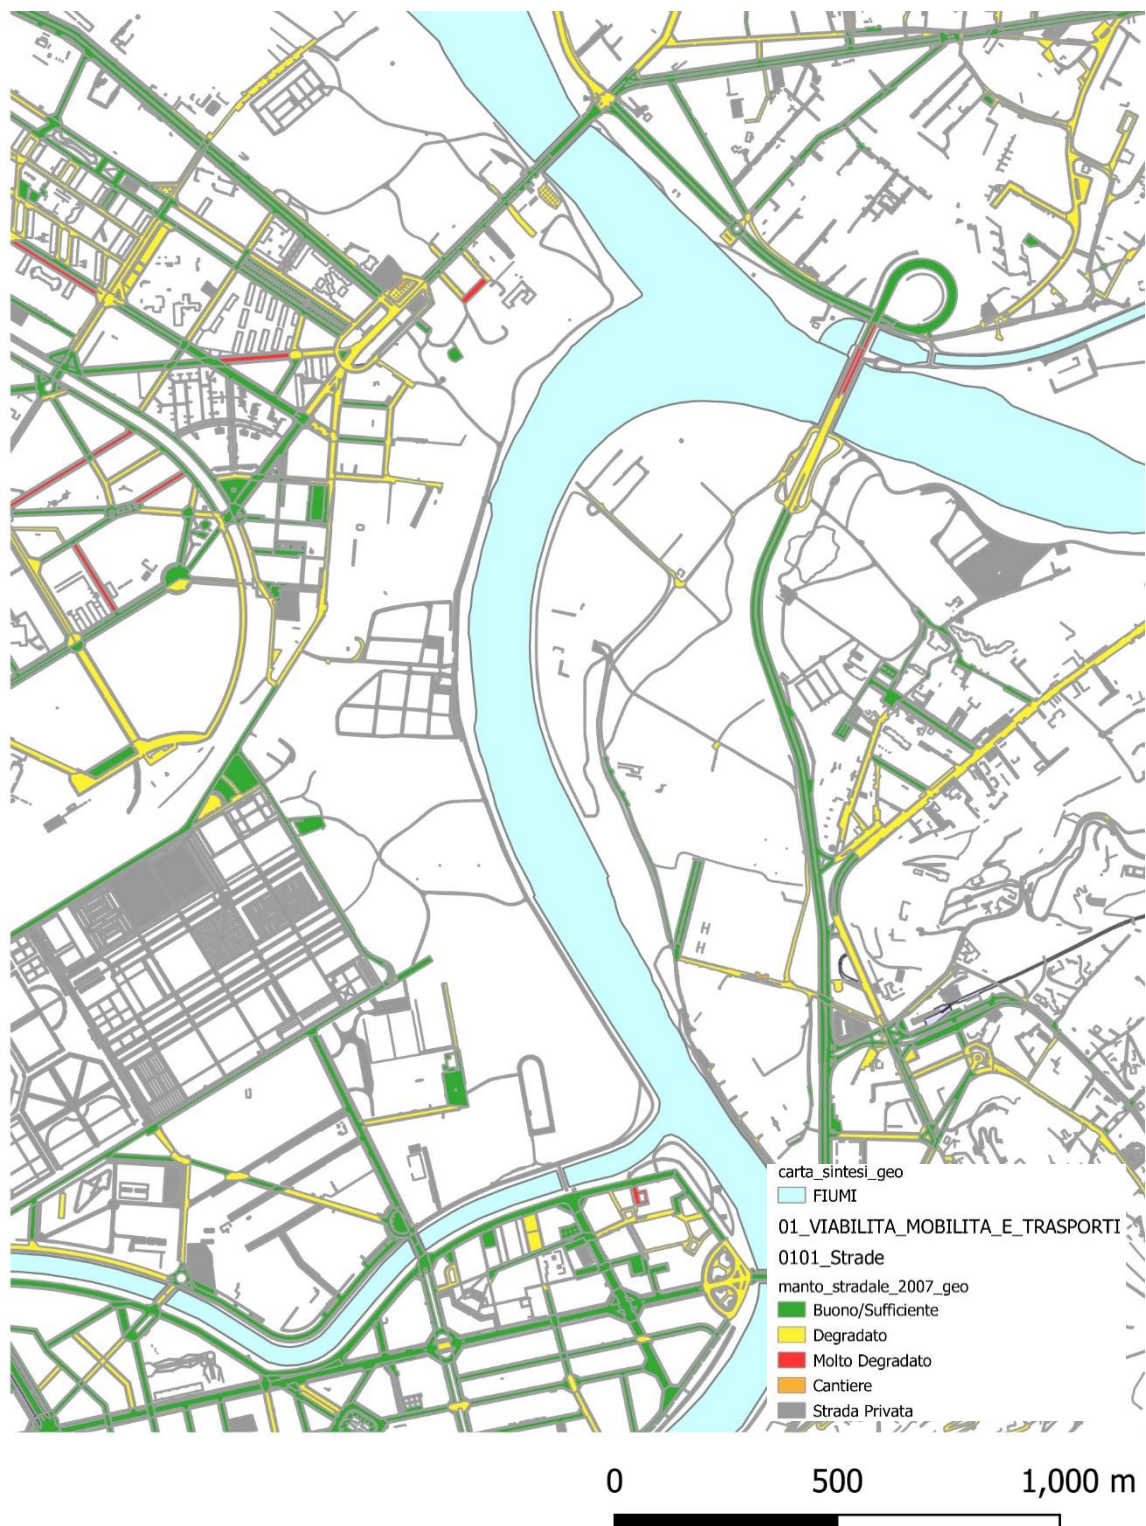 carta_sintesi_geo
FIUMI
01_VIABILITA_MOBILITA_E_TRASPORTI
0101_Strade
manto_stradale_2007_geo
Buono/Sufficiente
Degradato
Molto Degradato
Cantiere
Strada Privata
0 500 1,000 m